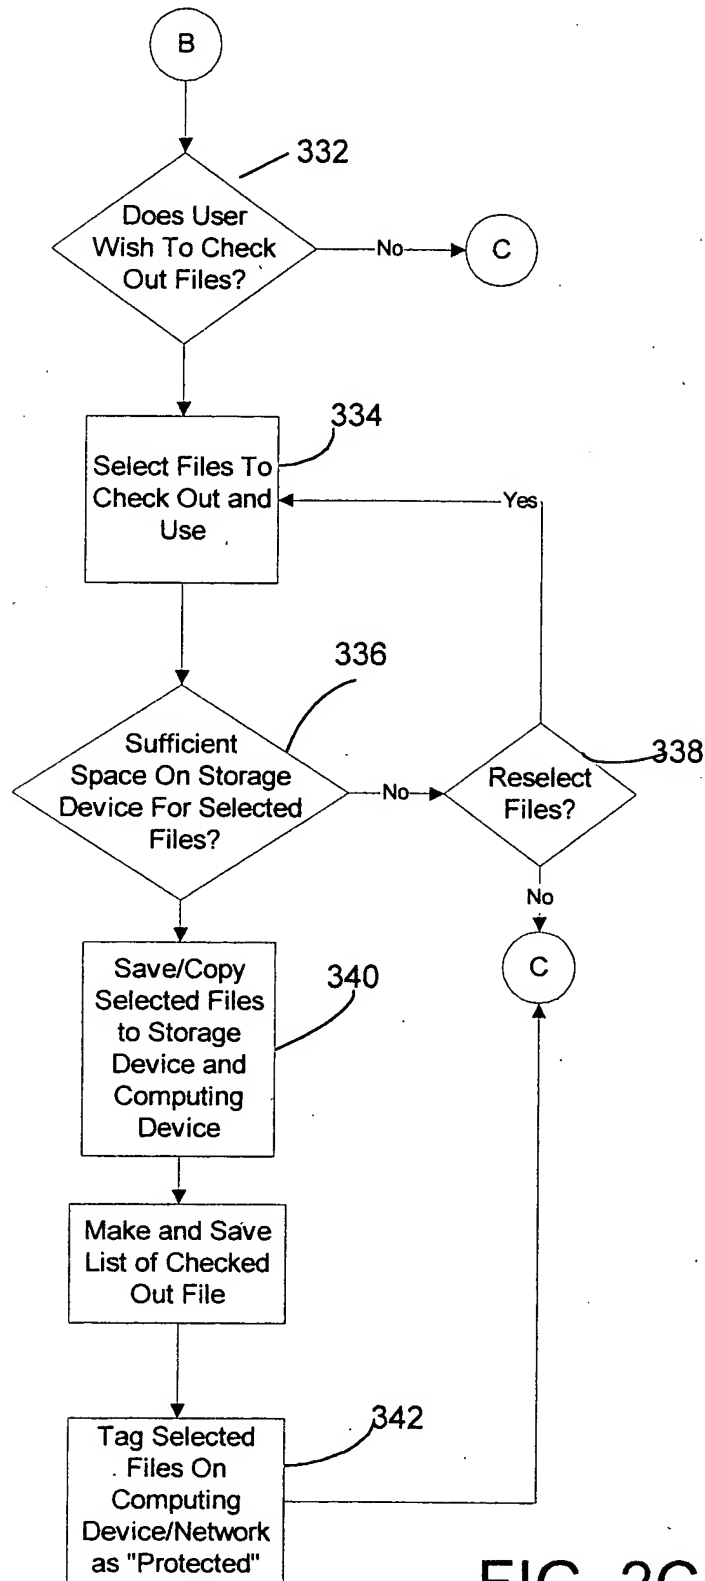 B
332
Does User
Wish To Check
Out Files?
No
C
334
Select Files To
Check Out and
Use
Yes
336
Sufficient
Space On Storage
Device For Selected
Files?
No
338
Reselect
Files?
No
C
Save/Copy
Selected Files
to Storage
Device and
Computing
Device
340
Make and Save
List of Checked
Out File
342
Tag Selected
Files On
Computing
Device/Network
as "Protected"
FIG. 2C